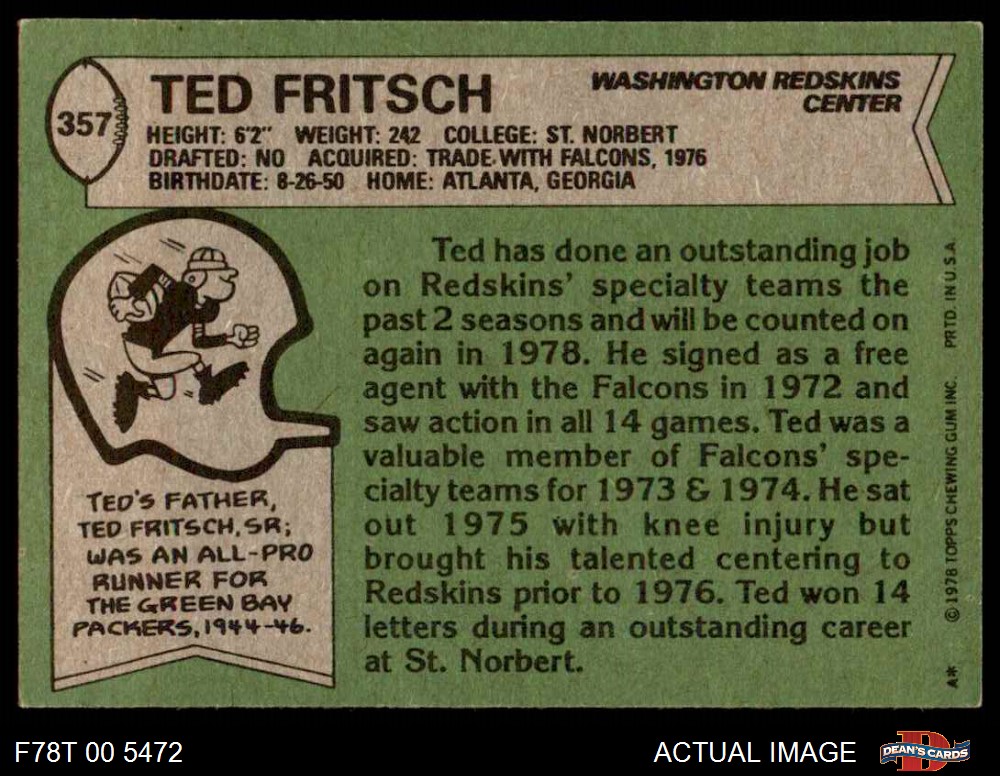 357
TED FRITSCH
WASHINGTON REDSKINS
CENTER
HEIGHT: 6'2" WEIGHT: 242 COLLEGE: ST. NORBERT
DRAFTED: NO ACQUIRED: TRADE WITH FALCONS, 1976
BIRTHDATE: 8-26-50 HOME: ATLANTA, GEORGIA
Ted has done an outstanding job
on Redskins' specialty teams the
past 2 seasons and will be counted on
again in 1978. He signed as a free
agent with the Falcons in 1972 and
saw action in all 14 games. Ted was a
valuable member of Falcons' spe-
cialty teams for 1973 & 1974. He sat
out 1975 with knee injury but
brought his talented centering to
Redskins prior to 1976. Ted won 14
letters during an outstanding career
at St. Norbert.
TED'S FATHER,
TED FRITSCH, SR;
WAS AN ALL-PRO
RUNNER FOR
THE GREEN BAY
PACKERS, 1944-46.
A* © 1978 TOPPS CHEWING GUM INC. PRTD. IN U.S.A.
F78T 00 5472
ACTUAL IMAGE
D
DEAN'S CARDS